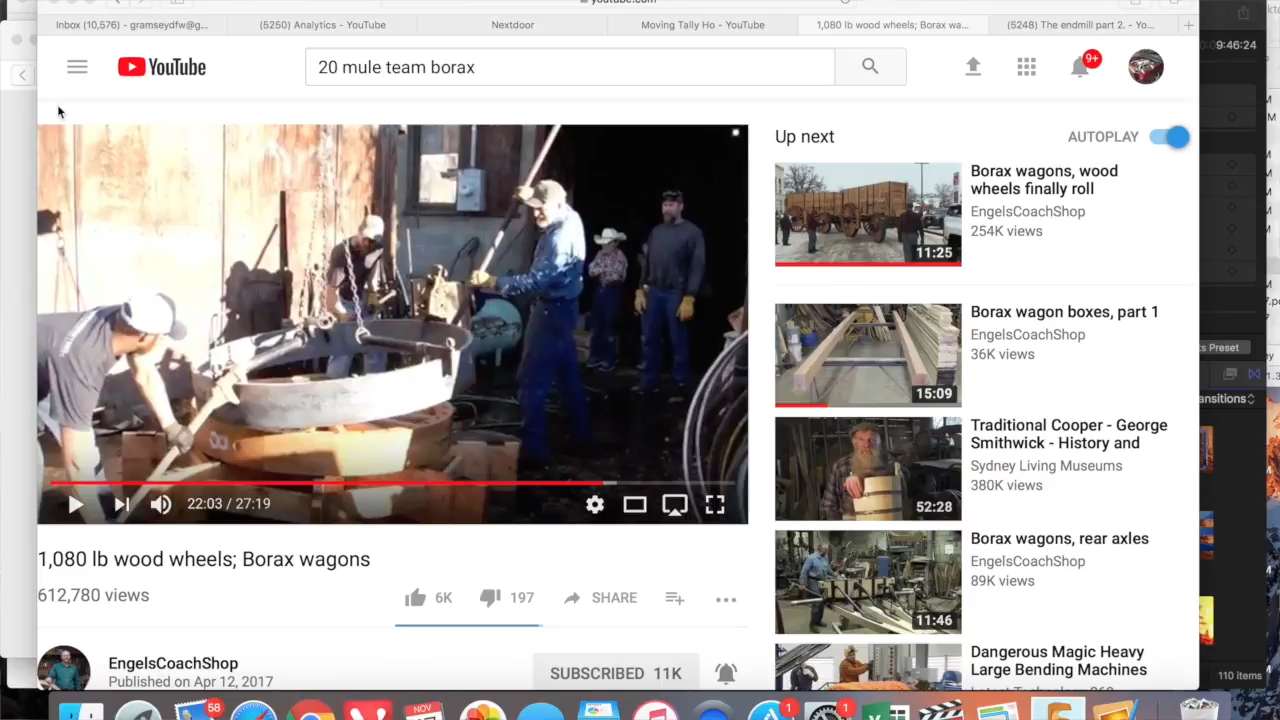 youtube.com
Inbox (10,576) - gramseydfw@g...
(5250) Analytics - YouTube
Nextdoor
Moving Tally Ho - YouTube
1,080 lb wood wheels; Borax wa...
(5248) The endmill part 2. - Yo...
9:46:24
YouTube
20 mule team borax
9+
Up next
AUTOPLAY
Borax wagons, wood
wheels finally roll
EngelsCoachShop
254K views
11:25
Borax wagon boxes, part 1
EngelsCoachShop
36K views
15:09
Traditional Cooper - George
Smithwick - History and
Sydney Living Museums
380K views
52:28
Borax wagons, rear axles
EngelsCoachShop
89K views
11:46
Dangerous Magic Heavy
Large Bending Machines
22:03 / 27:19
1,080 lb wood wheels; Borax wagons
612,780 views
6K
197
SHARE
EngelsCoachShop
Published on Apr 12, 2017
SUBSCRIBED 11K
ts Preset
ansitions
110 items
58
NOV
1
1